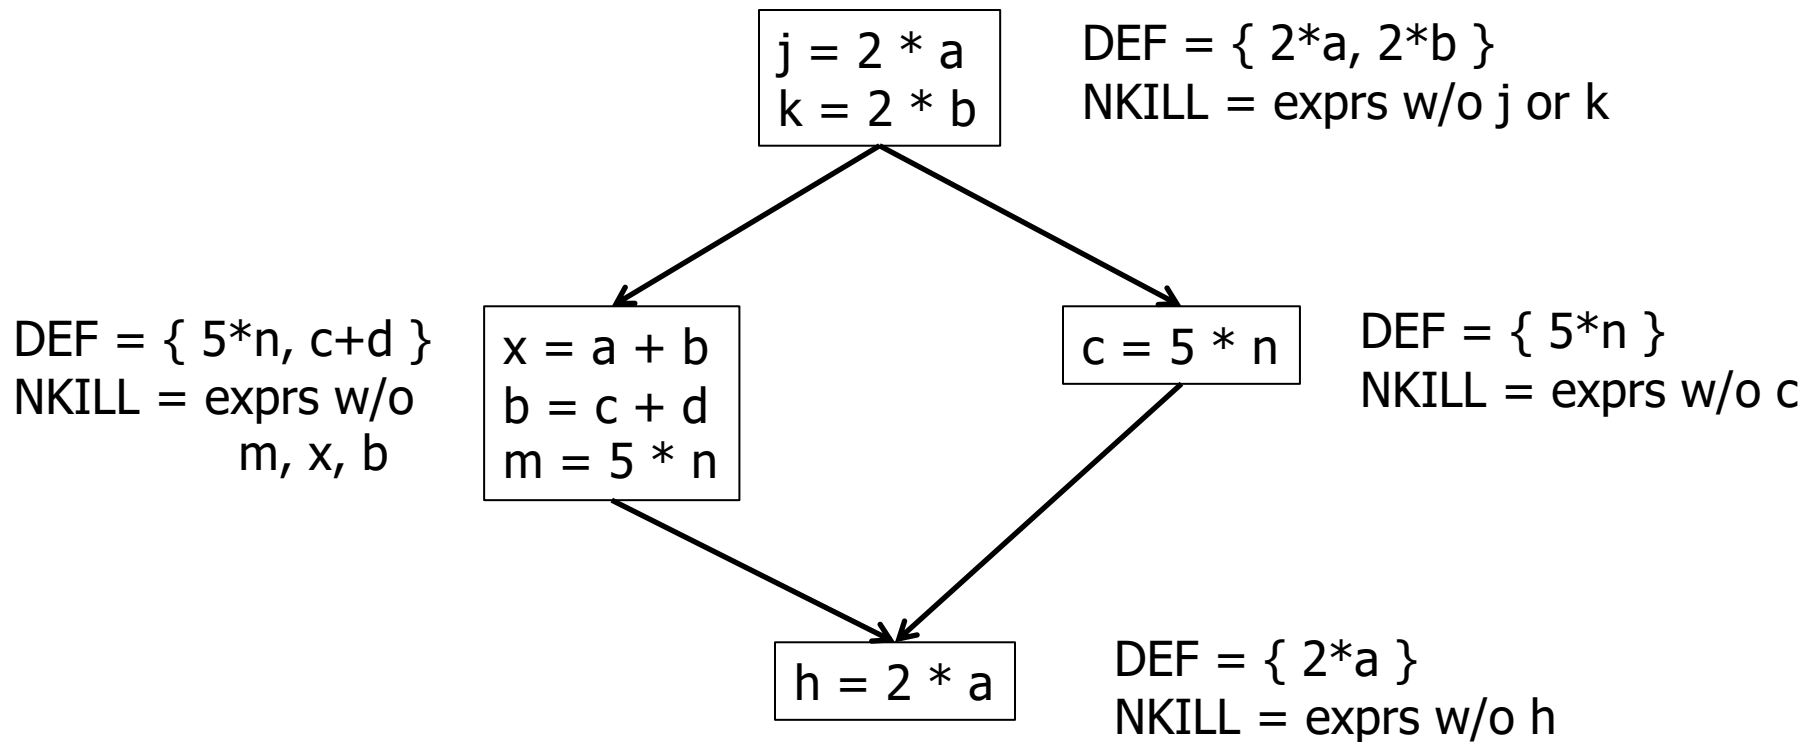 j = 2 * a
k = 2 * b
DEF = { 2*a, 2*b }
NKILL = exprs w/o j or k
DEF = { 5*n, c+d }
NKILL = exprs w/o
m, x, b
x = a + b
b = c + d
m = 5 * n
c = 5 * n
DEF = { 5*n }
NKILL = exprs w/o c
h = 2 * a
DEF = { 2*a }
NKILL = exprs w/o h